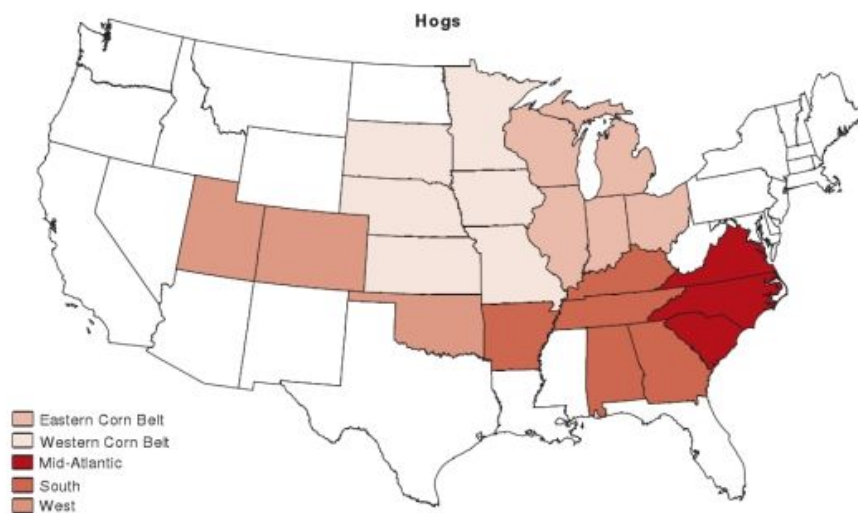 Hogs
Eastern Corn Belt
Western Corn Belt
Mid-Atlantic
South
West